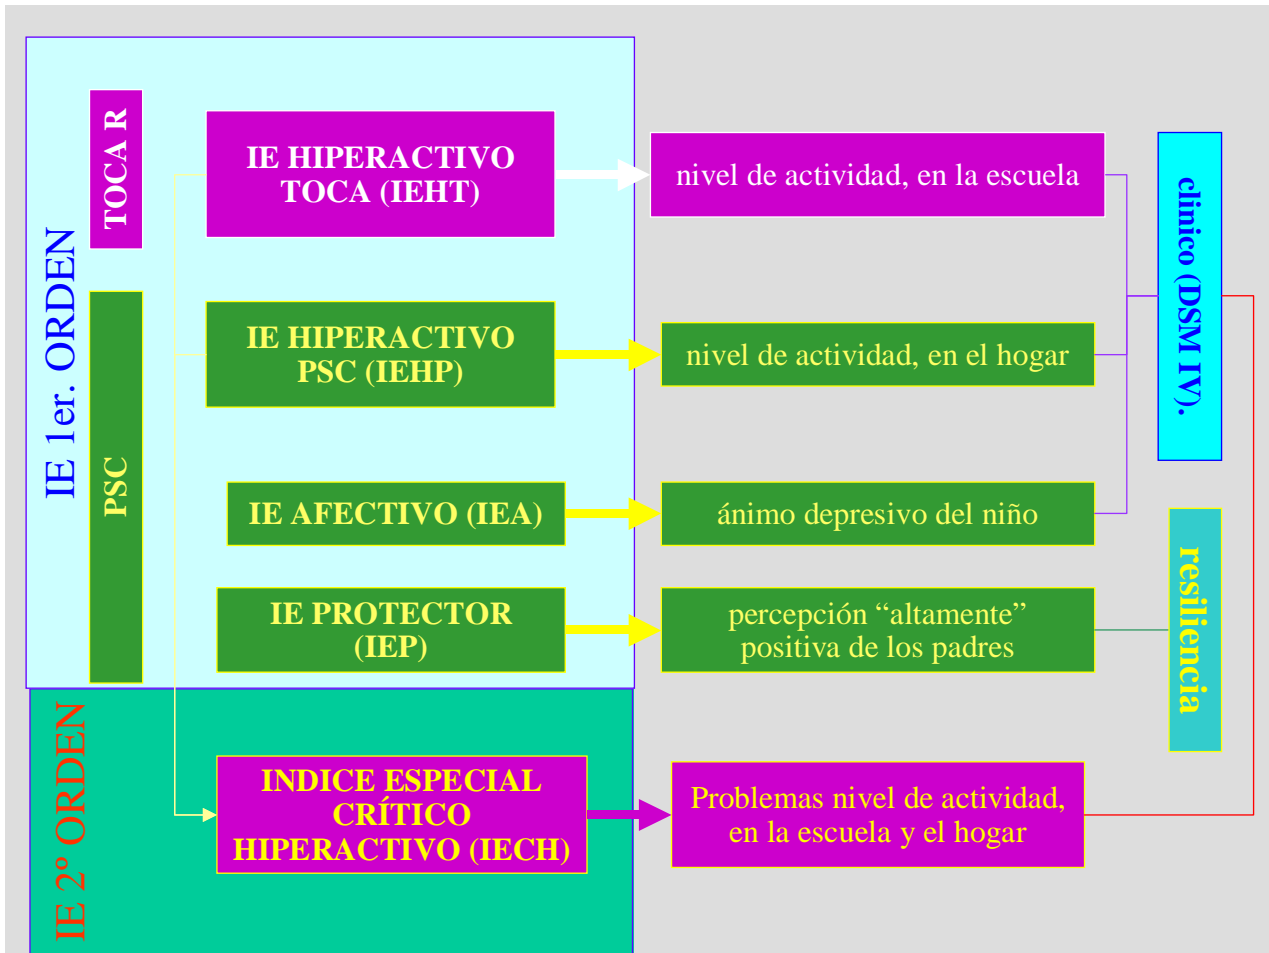 IE 1er. ORDEN
TOCA R
IE HIPERACTIVO
TOCA (IEHT)
nivel de actividad, en la escuela
PSC
IE HIPERACTIVO
PSC (IEHP)
nivel de actividad, en el hogar
clinico (DSM IV).
IE AFECTIVO (IEA)
ánimo depresivo del niño
IE PROTECTOR
(IEP)
percepción “altamente”
positiva de los padres
resiliencia
IE 2º ORDEN
INDICE ESPECIAL
CRÍTICO
HIPERACTIVO (IECH)
Problemas nivel de actividad,
en la escuela y el hogar